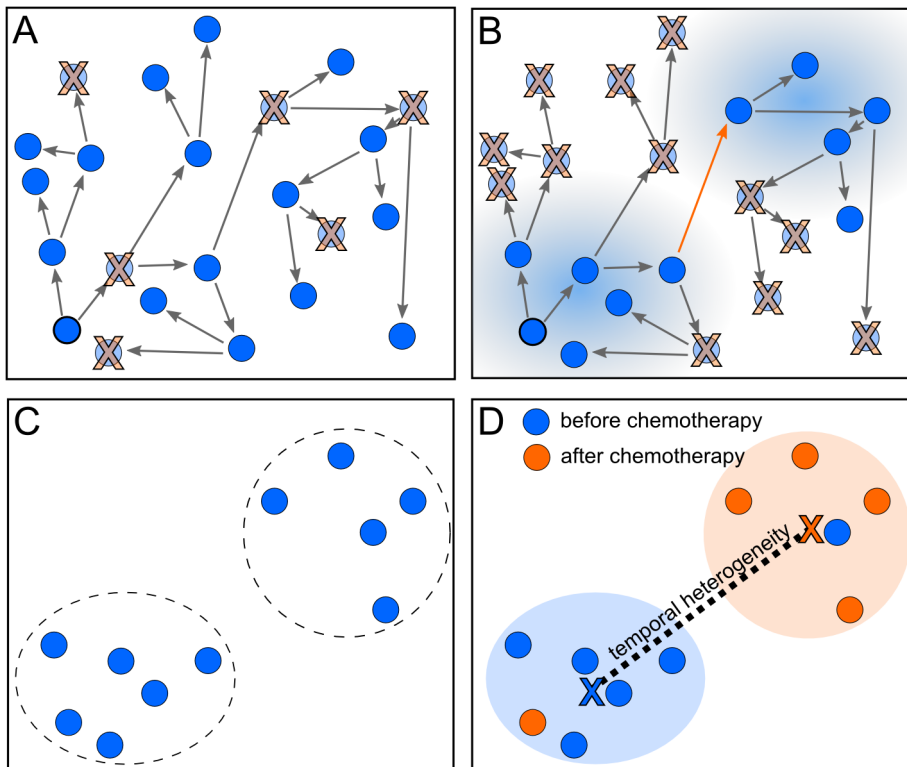 A
B
C
D
before chemotherapy
after chemotherapy
temporal heterogeneity